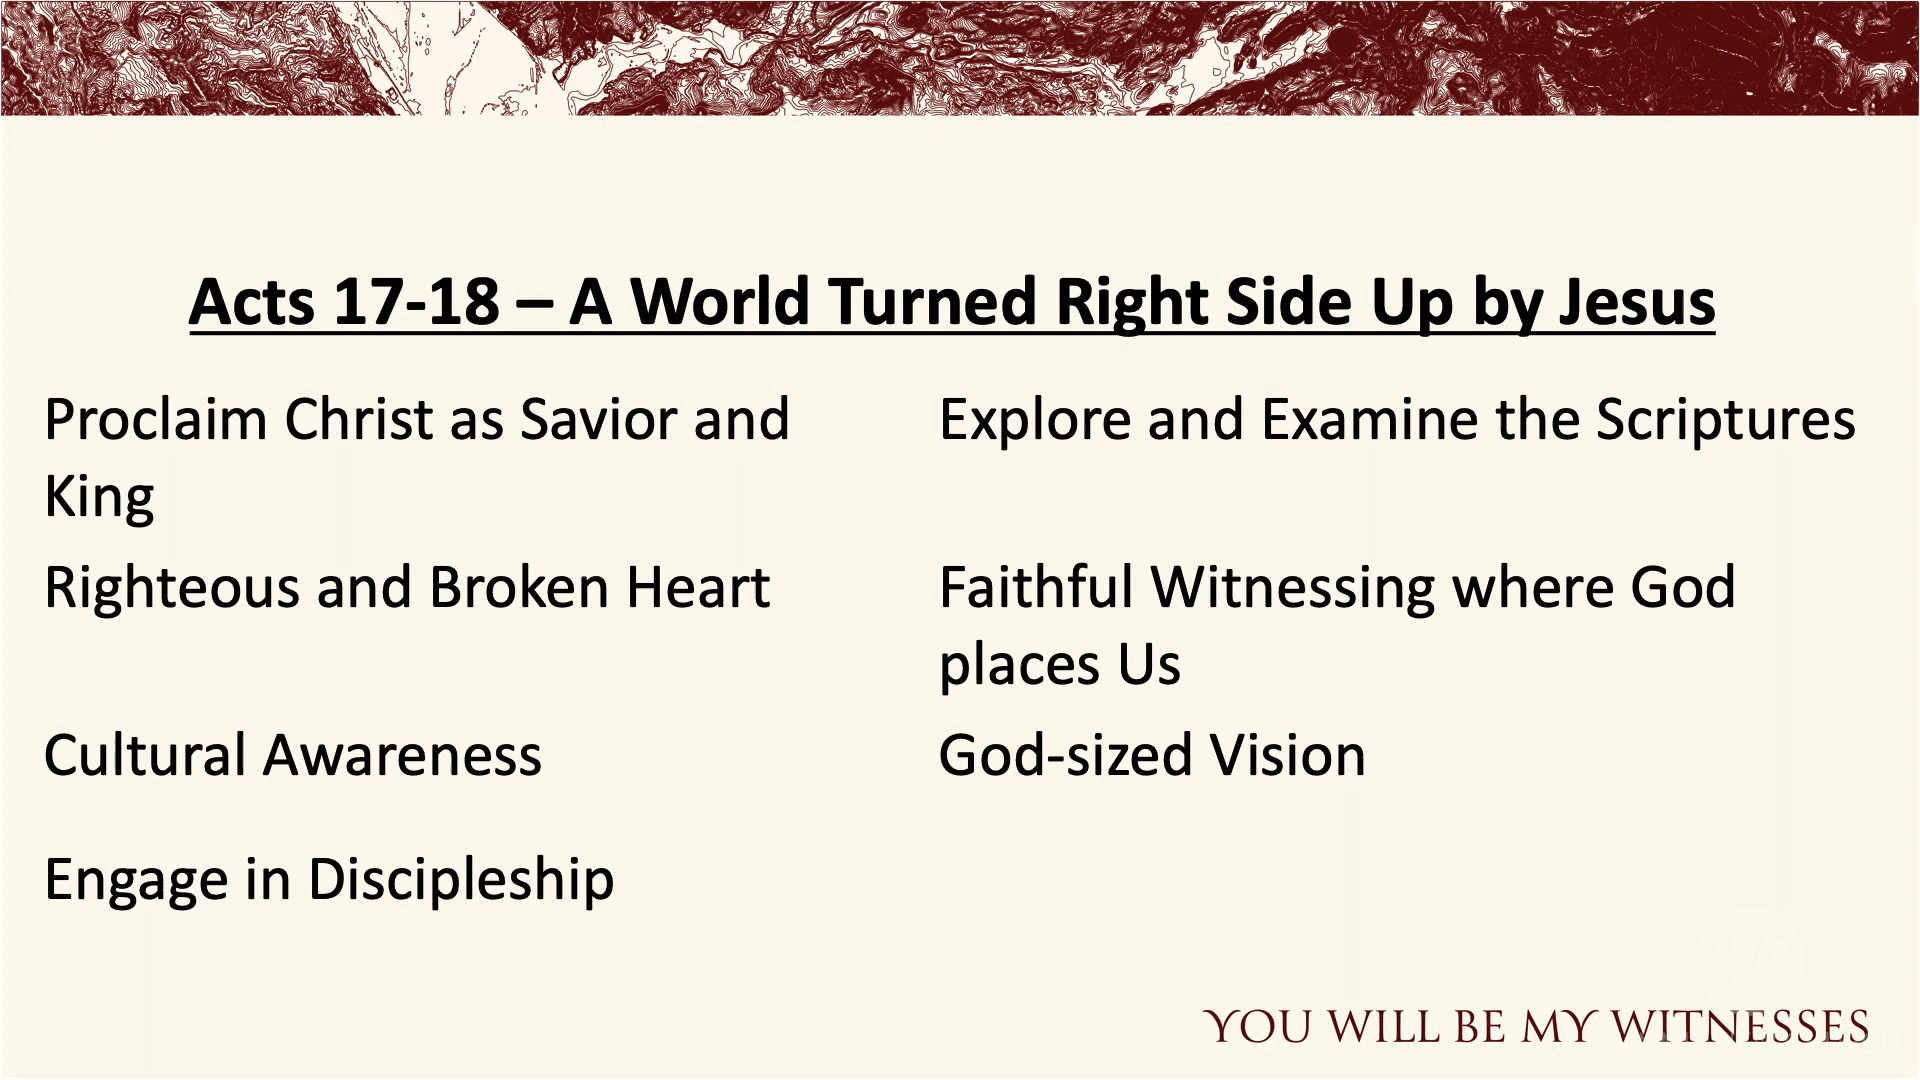 Acts 17-18 – A World Turned Right Side Up by Jesus
Proclaim Christ as Savior and
King
Explore and Examine the Scriptures
Righteous and Broken Heart
Faithful Witnessing where God
places Us
Cultural Awareness
God-sized Vision
Engage in Discipleship
SVC
YOU WILL BE MY WITNESSES